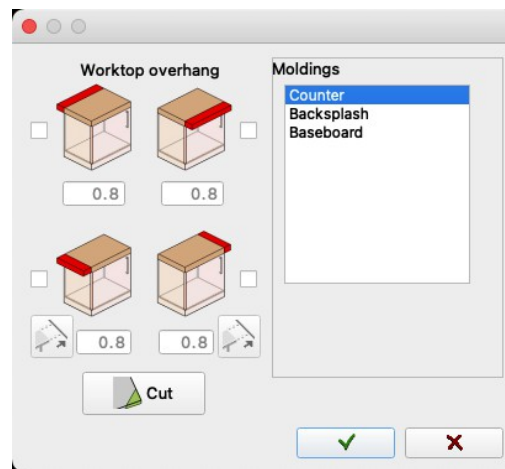 Worktop overhang
Moldings
Counter
Backsplash
Baseboard
0.8
0.8
0.8
0.8
Cut